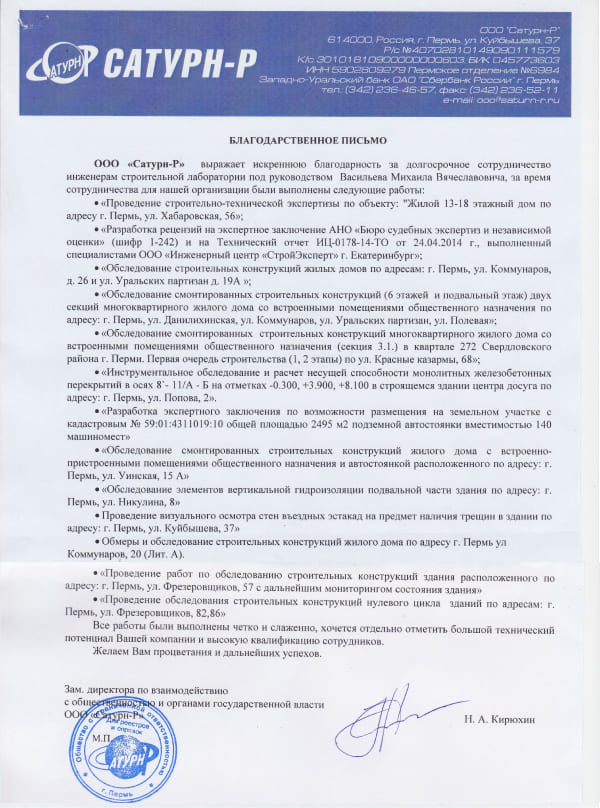 САТУРН-Р
САТУРН
ООО "Сатурн-Р"
614000, Россия, г. Пермь, ул. Куйбышева, 37
Р/с №40702810149090111579
К/с 30101810900000000603, БИК 045773603
ИНН 5902809279 Пермское отделение №6984
Западно-Уральский банк ОАО "Сбербанк России" г. Пермь
тел.: (342) 236-46-57, факс: (342) 236-52-11
e-mail: ooo@saturn-r.ru
БЛАГОДАРСТВЕННОЕ ПИСЬМО
ООО «Сатурн-Р» выражает искреннюю благодарность за долгосрочное сотрудничество
инженерам строительной лаборатории под руководством Васильева Михаила Вячеславовича, за время
сотрудничества для нашей организации были выполнены следующие работы:
• «Проведение строительно-технической экспертизы по объекту: "Жилой 13-18 этажный дом по
адресу г. Пермь, ул. Хабаровская, 56»;
• «Разработка рецензий на экспертное заключение АНО «Бюро судебных экспертиз и независимой
оценки» (шифр 1-242) и на Технический отчет ИЦ-0178-14-ТО от 24.04.2014 г., выполненный
специалистами ООО «Инженерный центр «СтройЭксперт» г. Екатеринбург»;
• «Обследование строительных конструкций жилых домов по адресам: г. Пермь, ул. Коммунаров,
д. 26 и ул. Уральских партизан д. 19А »;
• «Обследование смонтированных строительных конструкций (6 этажей и подвальный этаж) двух
секций многоквартирного жилого дома со встроенными помещениями общественного назначения по
адресу: г. Пермь, ул. Данилихинская, ул. Коммунаров, ул. Уральских партизан, ул. Полевая»;
• «Обследование смонтированных строительных конструкций многоквартирного жилого дома со
встроенными помещениями общественного назначения (секция 3.1.) в квартале 272 Свердловского
района г. Перми. Первая очередь строительства (1, 2 этапы) по ул. Красные казармы, 68»;
• «Инструментальное обследование и расчет несущей способности монолитных железобетонных
перекрытий в осях 8`- 11/А - Б на отметках -0.300, +3.900, +8.100 в строящемся здании центра досуга по
адресу: г. Пермь, ул. Попова, 2».
• «Разработка экспертного заключения по возможности размещения на земельном участке с
кадастровым № 59:01:4311019:10 общей площадью 2495 м2 подземной автостоянки вместимостью 140
машиномест»
• «Обследование смонтированных строительных конструкций жилого дома с встроенно-
пристроенными помещениями общественного назначения и автостоянкой расположенного по адресу: г.
Пермь, ул. Уинская, 15 А»
• «Обследование элементов вертикальной гидроизоляции подвальной части здания по адресу: г.
Пермь, ул. Никулина, 8»
• Проведение визуального осмотра стен въездных эстакад на предмет наличия трещин в здании по
адресу: г. Пермь, ул. Куйбышева, 37»
• Обмеры и обследование строительных конструкций жилого дома по адресу г. Пермь ул
Коммунаров, 20 (Лит. А).
• «Проведение работ по обследованию строительных конструкций здания расположенного по
адресу: г. Пермь, ул. Фрезеровщиков, 57 с дальнейшим мониторингом состояния здания»
• «Проведение обследования строительных конструкций нулевого цикла зданий по адресам: г.
Пермь, ул. Фрезеровщиков, 82,86»
Все работы были выполнены четко и слаженно, хочется отдельно отметить большой технический
потенциал Вашей компании и высокую квалификацию сотрудников.
Желаем Вам процветания и дальнейших успехов.
Зам. директора по взаимодействию
с общественностью и органами государственной власти
ООО «Сатурн-Р»
Н. А. Кирюхин
М.П.
Общество с ограниченной ответственностью
Для реестров
и справок
САТУРН
г. Пермь